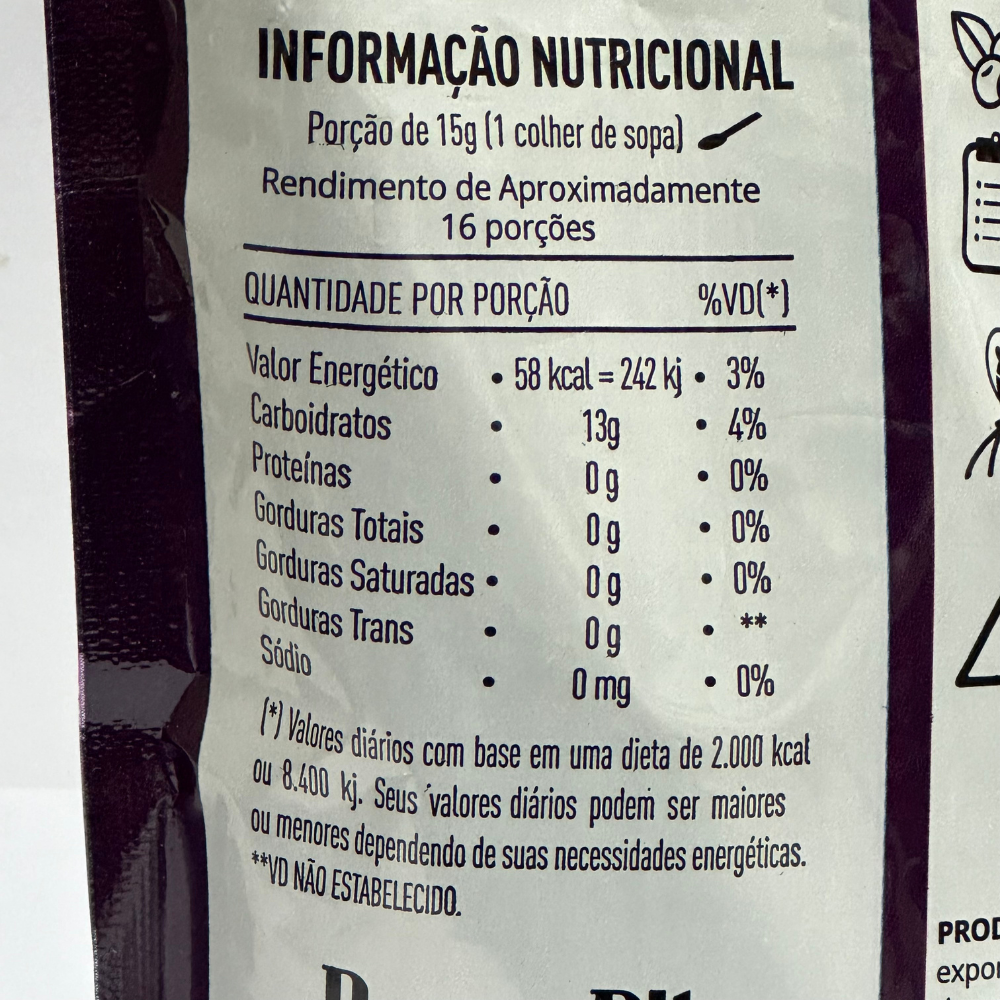 INFORMAÇÃO NUTRICIONAL
Porção de 15g (1 colher de sopa)
Rendimento de Aproximadamente
16 porções
QUANTIDADE POR PORÇÃO %VD(*)
Valor Energético • 58 kcal = 242 kj • 3%
Carboidratos • 13g • 4%
Proteínas • 0 g • 0%
Gorduras Totais • 0 g • 0%
Gorduras Saturadas • 0 g • 0%
Gorduras Trans • 0 g • **
Sódio • 0 mg • 0%
(*) Valores diários com base em uma dieta de 2.000 kcal
ou 8.400 kj. Seus valores diários podem ser maiores
ou menores dependendo de suas necessidades energéticas.
**VD NÃO ESTABELECIDO.